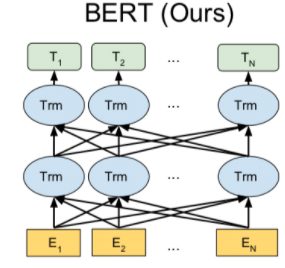 BERT (Ours)
T1 T2 ... TN
Trm Trm ... Trm
Trm Trm ... Trm
E1 E2 ... EN